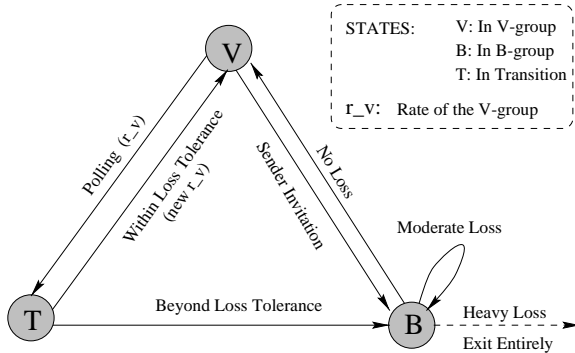 V
STATES: V: In V-group
B: In B-group
T: In Transition
r_v: Rate of the V-group
Polling (r_v)
Within Loss Tolerance
(new r_v)
Sender Invitation
No Loss
Moderate Loss
T
Beyond Loss Tolerance
B
Heavy Loss
Exit Entirely